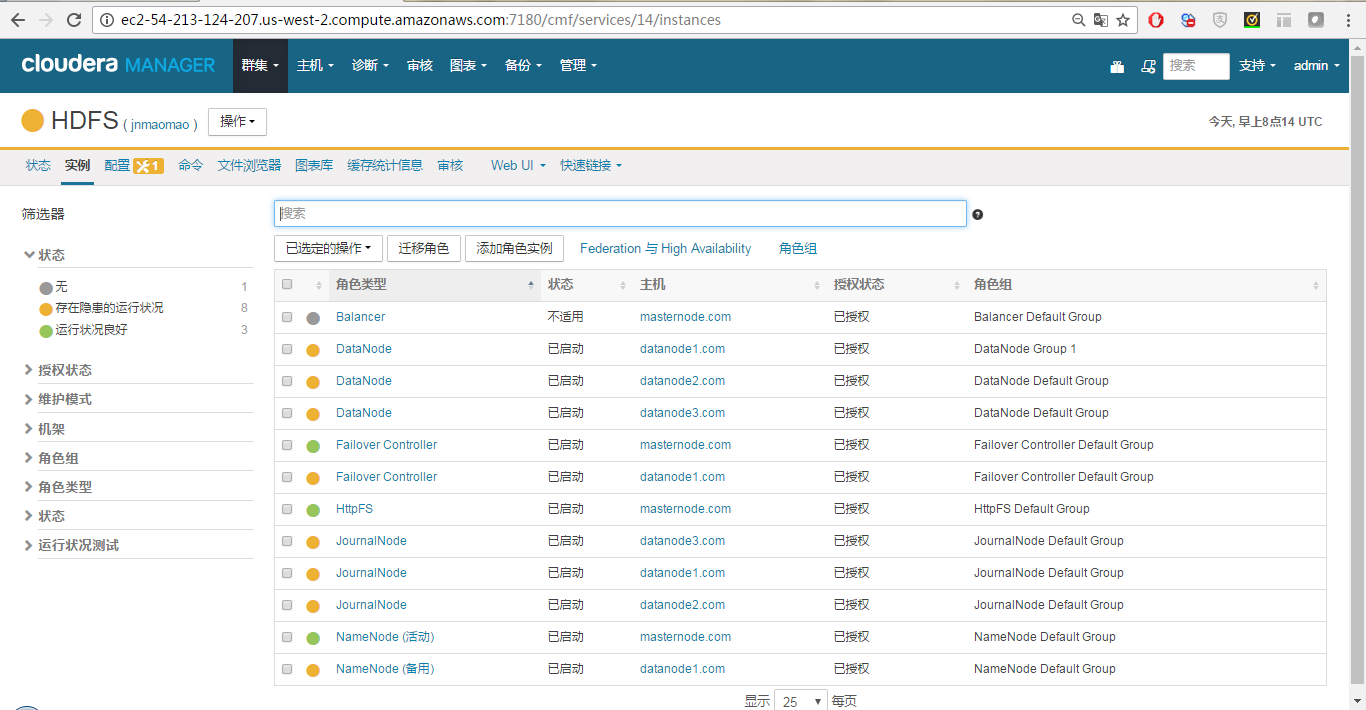 ec2-54-213-124-207.us-west-2.compute.amazonaws.com:7180/cmf/services/14/instances
cloudera MANAGER 群集 主机 诊断 审核 图表 备份 管理 搜索 支持 admin
HDFS ( jnmaomao ) 操作 今天, 早上8点14 UTC
状态 实例 配置 1 命令 文件浏览器 图表库 缓存统计信息 审核 Web UI 快速链接
筛选器
状态
无 1
存在隐患的运行状况 8
运行状况良好 3
授权状态
维护模式
机架
角色组
角色类型
状态
运行状况测试
搜索 ?
已选定的操作 迁移角色 添加角色实例 Federation 与 High Availability 角色组
角色类型 状态 主机 授权状态 角色组
Balancer 不适用 masternode.com 已授权 Balancer Default Group
DataNode 已启动 datanode1.com 已授权 DataNode Group 1
DataNode 已启动 datanode2.com 已授权 DataNode Default Group
DataNode 已启动 datanode3.com 已授权 DataNode Default Group
Failover Controller 已启动 masternode.com 已授权 Failover Controller Default Group
Failover Controller 已启动 datanode1.com 已授权 Failover Controller Default Group
HttpFS 已启动 masternode.com 已授权 HttpFS Default Group
JournalNode 已启动 datanode3.com 已授权 JournalNode Default Group
JournalNode 已启动 datanode1.com 已授权 JournalNode Default Group
JournalNode 已启动 datanode2.com 已授权 JournalNode Default Group
NameNode (活动) 已启动 masternode.com 已授权 NameNode Default Group
NameNode (备用) 已启动 datanode1.com 已授权 NameNode Default Group
显示 25 每页